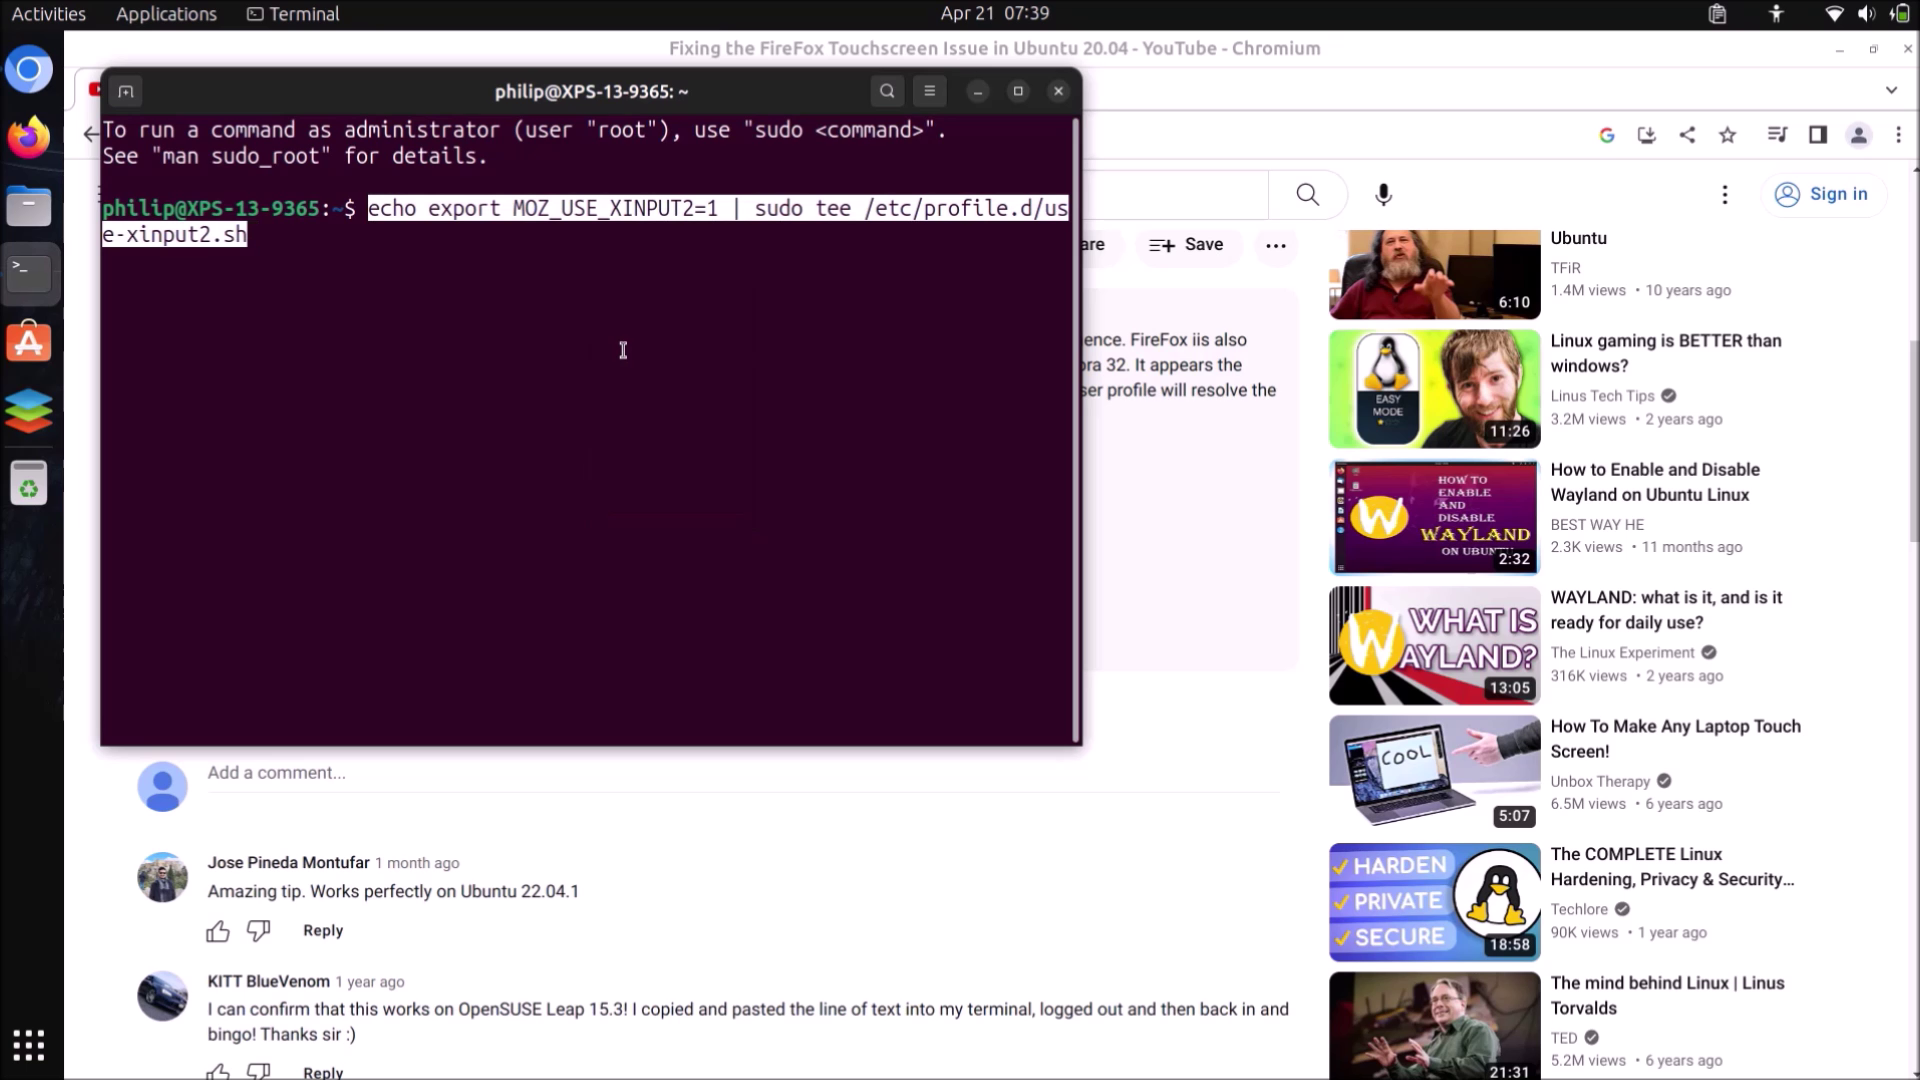 Activities Applications Terminal Apr 21 07:39
Fixing the FireFox Touchscreen Issue in Ubuntu 20.04 - YouTube - Chromium
philip@XPS-13-9365: ~
To run a command as administrator (user "root"), use "sudo <command>".
See "man sudo_root" for details.
philip@XPS-13-9365:~$ echo export MOZ_USE_XINPUT2=1 | sudo tee /etc/profile.d/us
e-xinput2.sh
Sign in
are Save
ence. FireFox iis also
ora 32. It appears the
ser profile will resolve the
Add a comment...
Jose Pineda Montufar 1 month ago
Amazing tip. Works perfectly on Ubuntu 22.04.1
Reply
KITT BlueVenom 1 year ago
I can confirm that this works on OpenSUSE Leap 15.3! I copied and pasted the line of text into my terminal, logged out and then back in and
bingo! Thanks sir :)
Reply
Ubuntu
TFiR
1.4M views • 10 years ago
6:10
Linux gaming is BETTER than
windows?
Linus Tech Tips
3.2M views • 2 years ago
EASY
MODE
11:26
How to Enable and Disable
Wayland on Ubuntu Linux
BEST WAY HE
2.3K views • 11 months ago
HOW TO
ENABLE
AND
DISABLE
WAYLAND
ON UBUNTU
2:32
WAYLAND: what is it, and is it
ready for daily use?
The Linux Experiment
316K views • 2 years ago
WHAT IS
WAYLAND?
13:05
How To Make Any Laptop Touch
Screen!
Unbox Therapy
6.5M views • 6 years ago
COOL
5:07
The COMPLETE Linux
Hardening, Privacy & Security...
Techlore
90K views • 1 year ago
HARDEN
PRIVATE
SECURE
18:58
The mind behind Linux | Linus
Torvalds
TED
5.2M views • 6 years ago
21:31